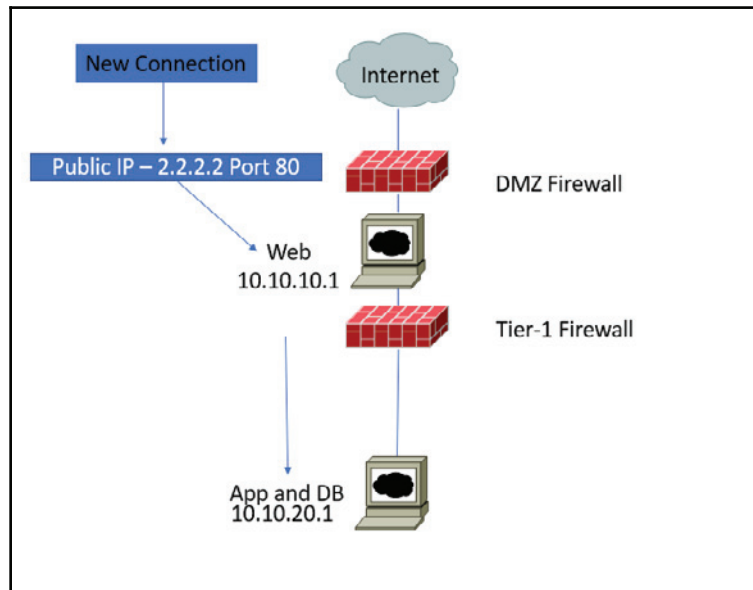 New Connection
Internet
Public IP – 2.2.2.2 Port 80
DMZ Firewall
Web
10.10.10.1
Tier-1 Firewall
App and DB
10.10.20.1